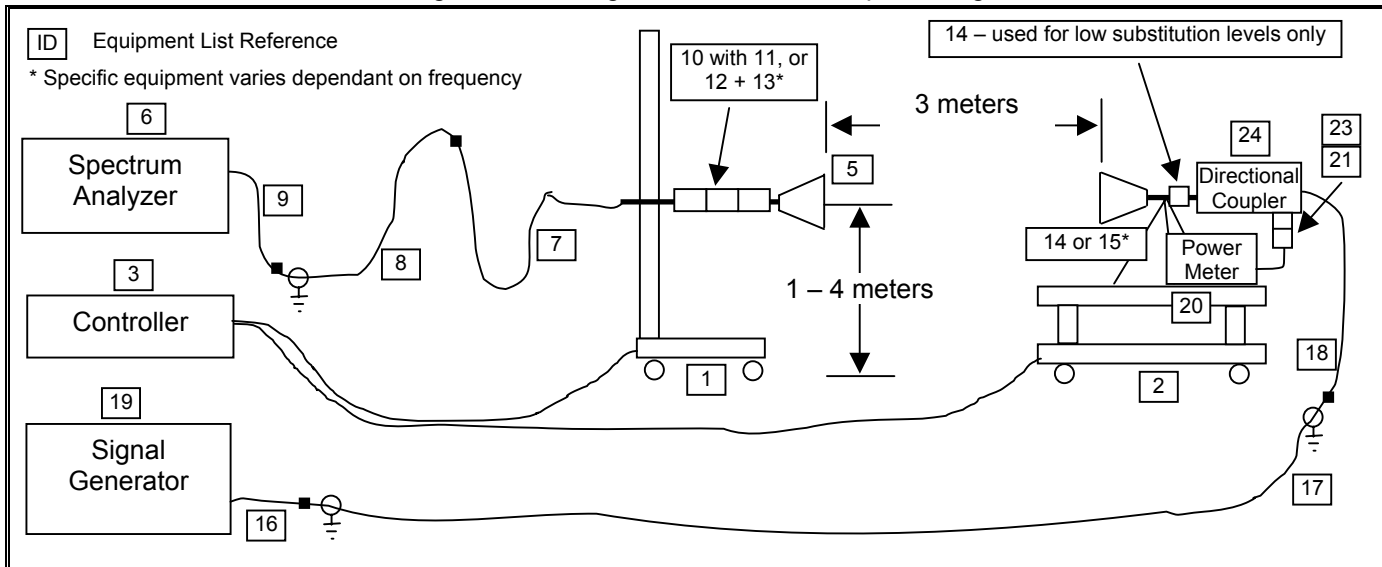 ID Equipment List Reference
* Specific equipment varies dependant on frequency
14 – used for low substitution levels only
10 with 11, or
12 + 13*
3 meters
6
Spectrum
Analyzer
9
8
7
5
24
23
21
Directional
Coupler
14 or 15*
Power
Meter
20
1 – 4 meters
3
Controller
1
2
18
19
Signal
Generator
16
17